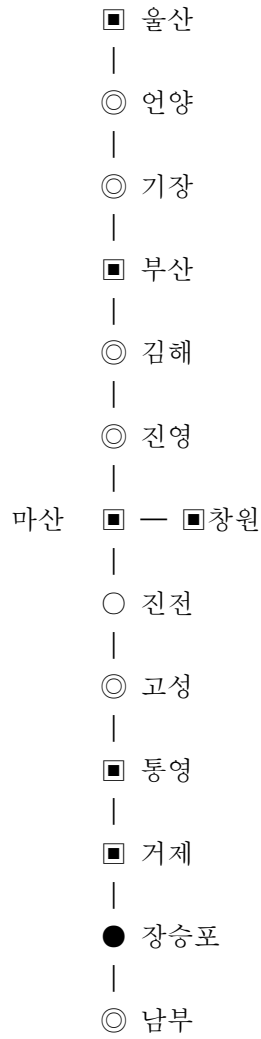 ▣ 울산
|
◎ 언양
|
◎ 기장
|
▣ 부산
|
◎ 김해
|
◎ 진영
|
마산 ▣ — ▣창원
|
○ 진전
|
◎ 고성
|
▣ 통영
|
▣ 거제
|
● 장승포
|
◎ 남부